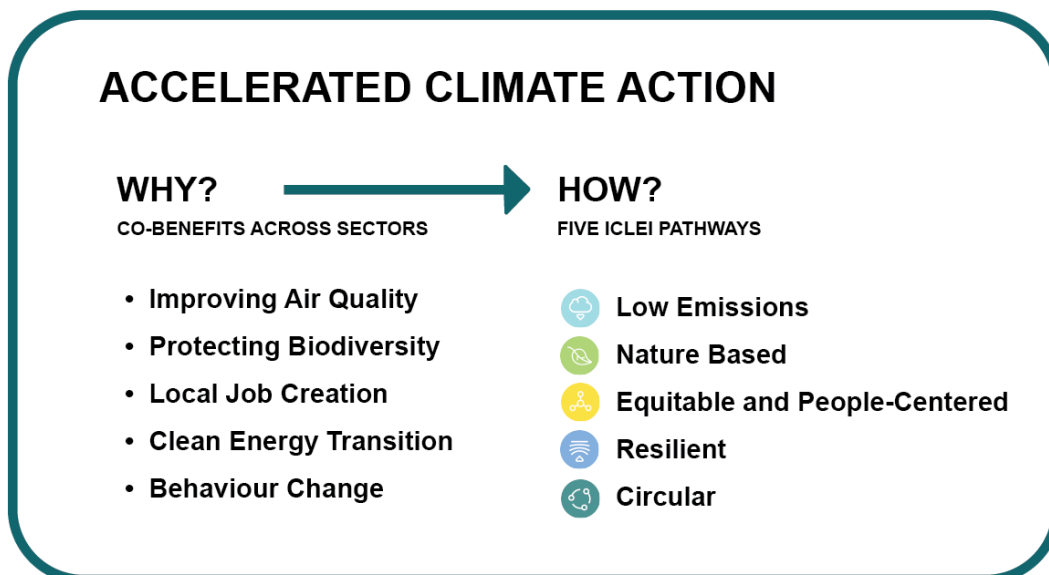 ACCELERATED CLIMATE ACTION
WHY?
CO-BENEFITS ACROSS SECTORS
• Improving Air Quality
• Protecting Biodiversity
• Local Job Creation
• Clean Energy Transition
• Behaviour Change
HOW?
FIVE ICLEI PATHWAYS
Low Emissions
Nature Based
Equitable and People-Centered
Resilient
Circular